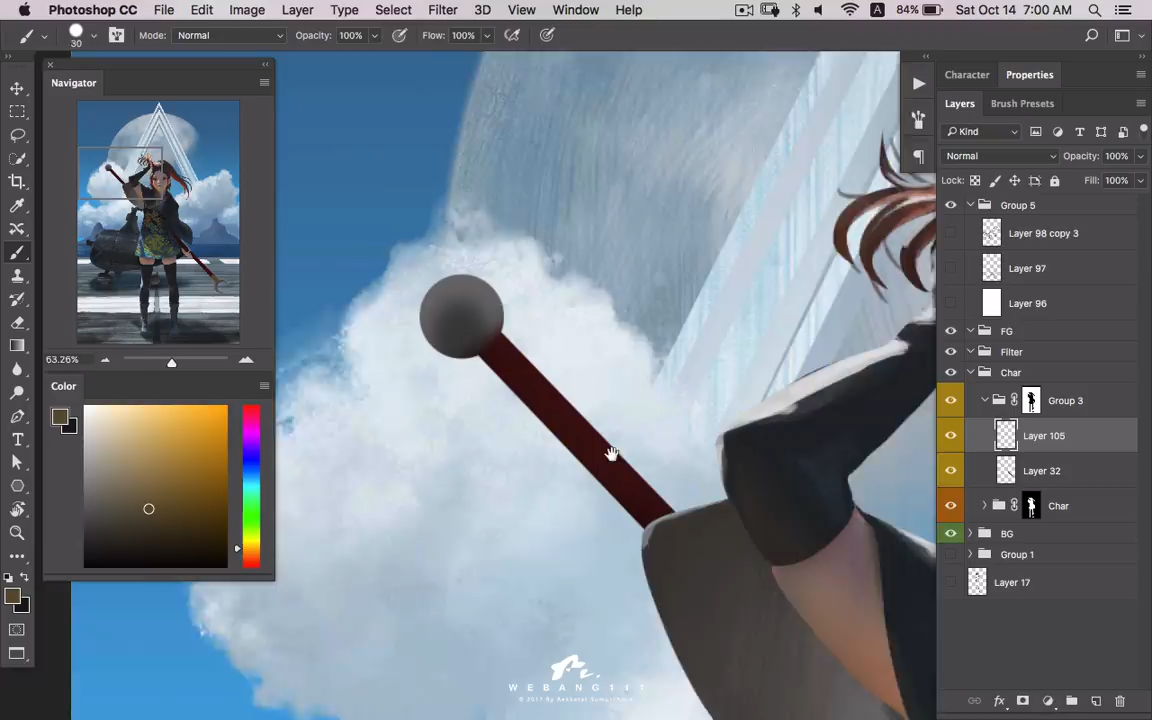 Photoshop CC File Edit Image Layer Type Select Filter 3D View Window Help A 84% Sat Oct 14 7:00 AM
30 Mode: Normal Opacity: 100% Flow: 100%
Navigator
63.26%
Color
Character Properties
Layers Brush Presets
Kind
Normal Opacity: 100%
Lock: Fill: 100%
Group 5
Layer 98 copy 3
Layer 97
Layer 96
FG
Filter
Char
Group 3
Layer 105
Layer 32
Char
BG
Group 1
Layer 17
fx
WEBANG111